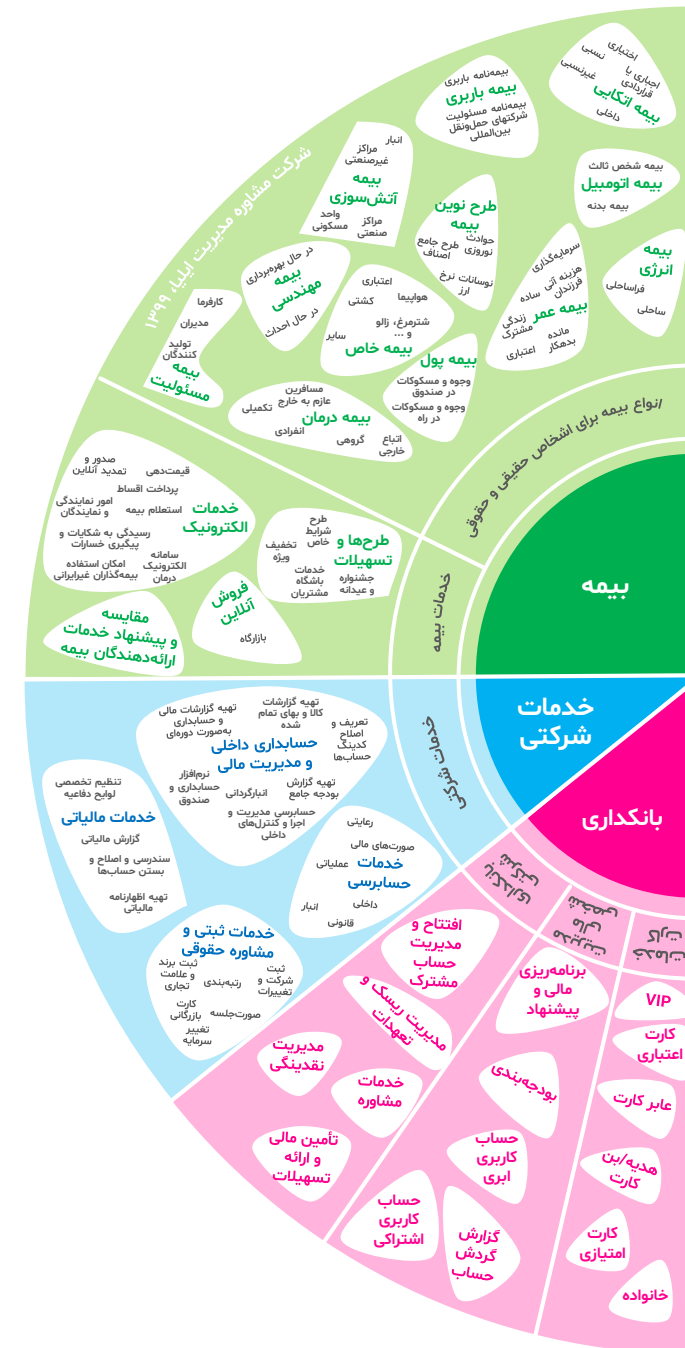 شرکت مشاوره مدیریت ایلیاء ۱۳۹۹
بیمه
انواع بیمه برای اشخاص حقیقی و حقوقی
اختیاری
نسبی
اجباری یا
قراردادی
غیرنسبی
بیمه اتکایی
داخلی
بیمه‌نامه باربری
بیمه باربری
بیمه‌نامه مسئولیت
شرکتهای حمل‌ونقل
بین‌المللی
بیمه شخص ثالث
بیمه اتومبیل
بیمه بدنه
بیمه
انرژی
فراساحلی
ساحلی
انبار
مراکز
غیرصنعتی
بیمه
آتش‌سوزی
واحد
مسکونی
مراکز
صنعتی
طرح نوین
بیمه
حوادث
نوروزی
طرح جامع
اصناف
نوسانات نرخ
ارز
سرمایه‌گذاری
هزینه آتی
فرزندان
ساده
بیمه عمر
زندگی
مشترک
مانده
بدهکار
اعتباری
در حال بهره‌برداری
بیمه
مهندسی
در حال احداث
اعتباری
هواپیما
کشتی
شترمرغ، زالو
و ...
سایر
بیمه خاص
کارفرما
مدیران
تولید
کنندگان
بیمه
مسئولیت
بیمه پول
وجوه و مسکوکات
در صندوق
وجوه و مسکوکات
در راه
مسافرین
عازم به خارج
تکمیلی
بیمه درمان
انفرادی
گروهی
اتباع
خارجی
خدمات بیمه
صدور و
تمدید آنلاین
قیمت‌دهی
پرداخت اقساط
امور نمایندگی
و نمایندگان
استعلام بیمه
خدمات
الکترونیک
رسیدگی به شکایات و
پیگیری خسارات
سامانه
الکترونیک
درمان
امکان استفاده
بیمه‌گذاران غیرایرانی
طرح
شرایط
خاص
طرح‌ها و
تسهیلات
تخفیف
ویژه
خدمات
باشگاه
مشتریان
جشنواره
و عیدانه
فروش
آنلاین
بازارگاه
مقایسه
و پیشنهاد خدمات
ارائه‌دهندگان بیمه
خدمات
شرکتی
خدمات شرکتی
تهیه گزارشات مالی
و حسابداری
به‌صورت دوره‌ای
تهیه گزارشات
کالا و بهای تمام
شده
تعریف و
اصلاح
کدینگ
حساب‌ها
حسابداری داخلی
و مدیریت مالی
نرم‌افزار
حسابداری و
صندوق
انبارگردانی
تهیه گزارش
بودجه جامع
حسابرسی مدیریت و
اجرا و کنترل‌های
داخلی
تنظیم تخصصی
لوایح دفاعیه
خدمات مالیاتی
گزارش مالیاتی
سندرسی و اصلاح و
بستن حساب‌ها
تهیه اظهارنامه
مالیاتی
رعایتی
صورت‌های مالی
عملیاتی
خدمات
حسابرسی
داخلی
انبار
قانونی
خدمات ثبتی و
مشاوره حقوقی
ثبت برند
و علامت
تجاری
رتبه‌بندی
ثبت
شرکت و
تغییرات
کارت
بازرگانی
صورت‌جلسه
تغییر
سرمایه
بانکداری
بانکداری
شرکتی
افتتاح و
مدیریت
حساب
مشترک
مدیریت ریسک و
تعهدات
مدیریت
نقدینگی
خدمات
مشاوره
تأمین مالی
و ارائه
تسهیلات
مدیریت
مالی
شخصی
برنامه‌ریزی
مالی و
پیشنهاد
بودجه‌بندی
حساب
کاربری
ابری
حساب
کاربری
اشتراکی
گزارش
گردش
حساب
خدمات
کارت
VIP
کارت
اعتباری
عابر کارت
هدیه/بن
کارت
کارت
امتیازی
خانواده